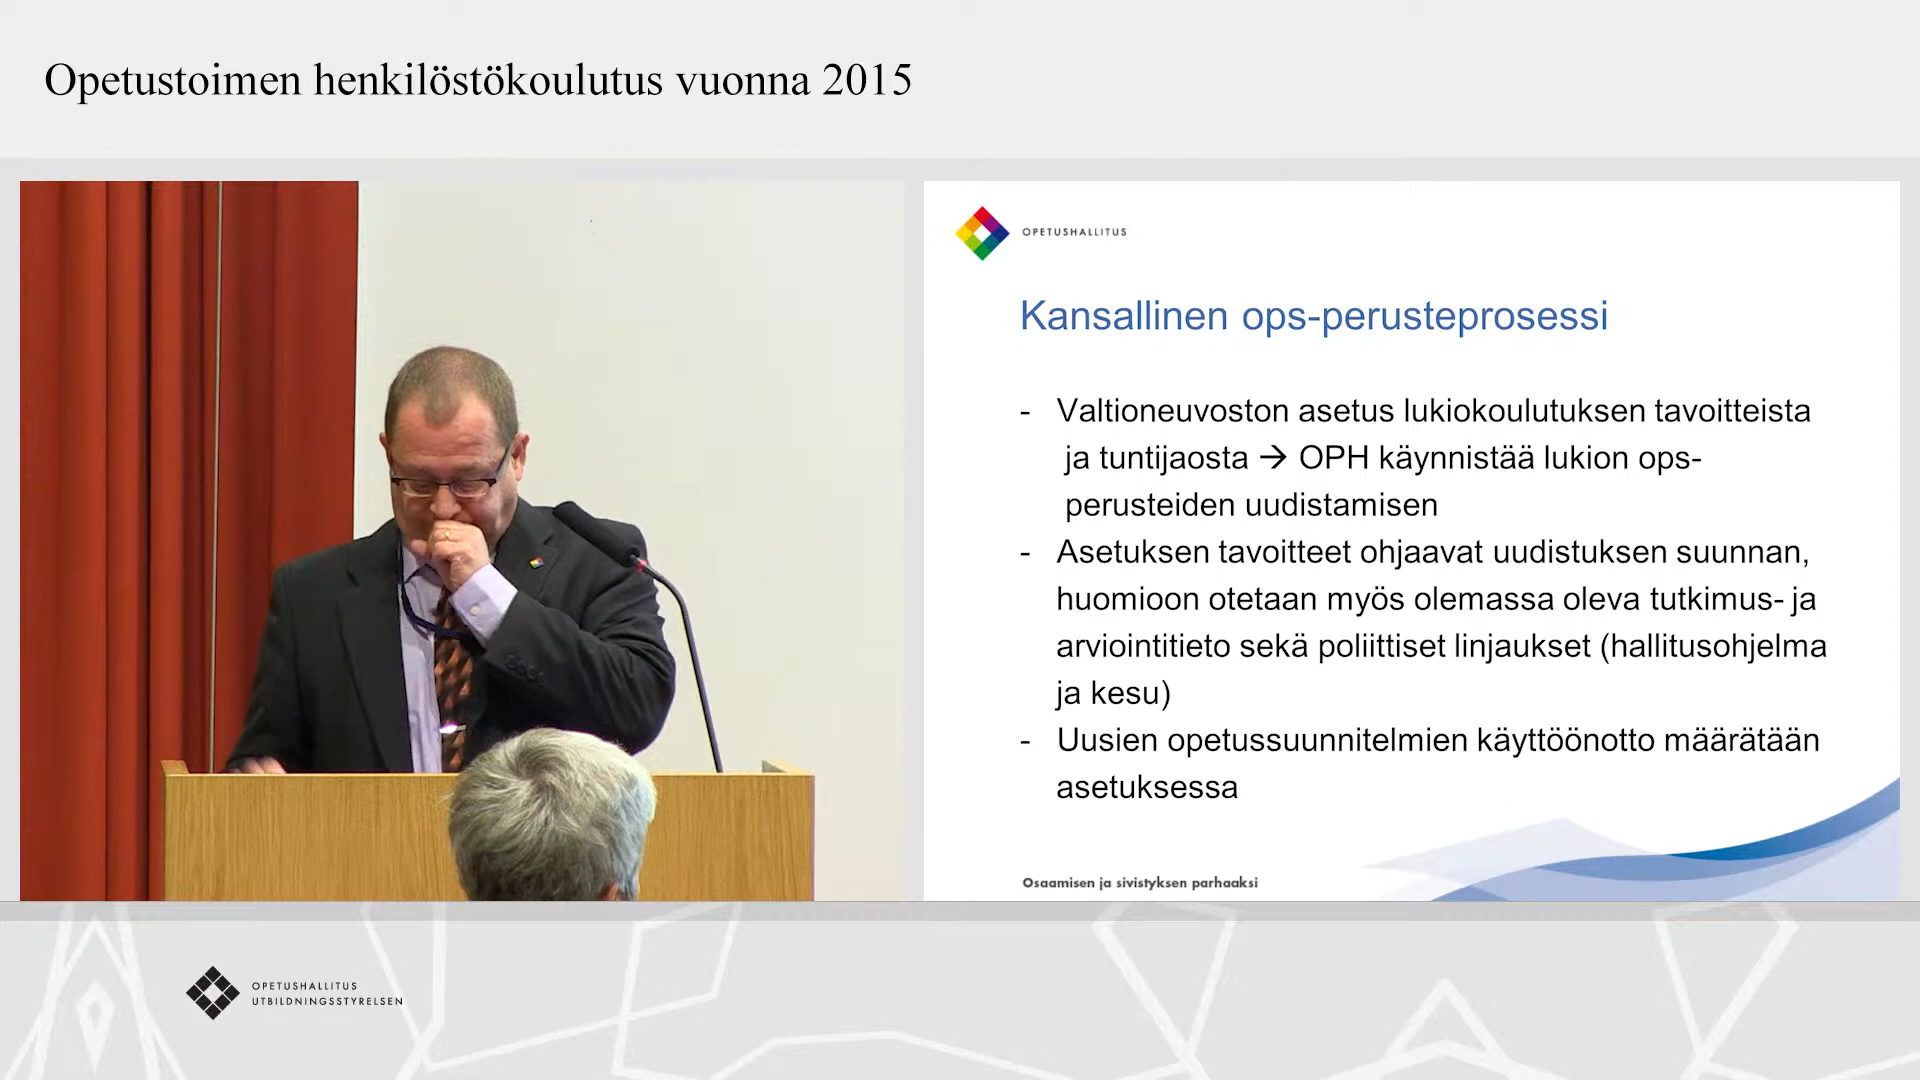 Opetustoimen henkilöstökoulutus vuonna 2015
OPETUSHALLITUS
Kansallinen ops-perusteprosessi
- Valtioneuvoston asetus lukiokoulutuksen tavoitteista
ja tuntijaosta → OPH käynnistää lukion ops-
perusteiden uudistamisen
- Asetuksen tavoitteet ohjaavat uudistuksen suunnan,
huomioon otetaan myös olemassa oleva tutkimus- ja
arviointitieto sekä poliittiset linjaukset (hallitusohjelma
ja kesu)
- Uusien opetussuunnitelmien käyttöönotto määrätään
asetuksessa
Osaamisen ja sivistyksen parhaaksi
OPETUSHALLITUS
UTBILDNINGSSTYRELSEN